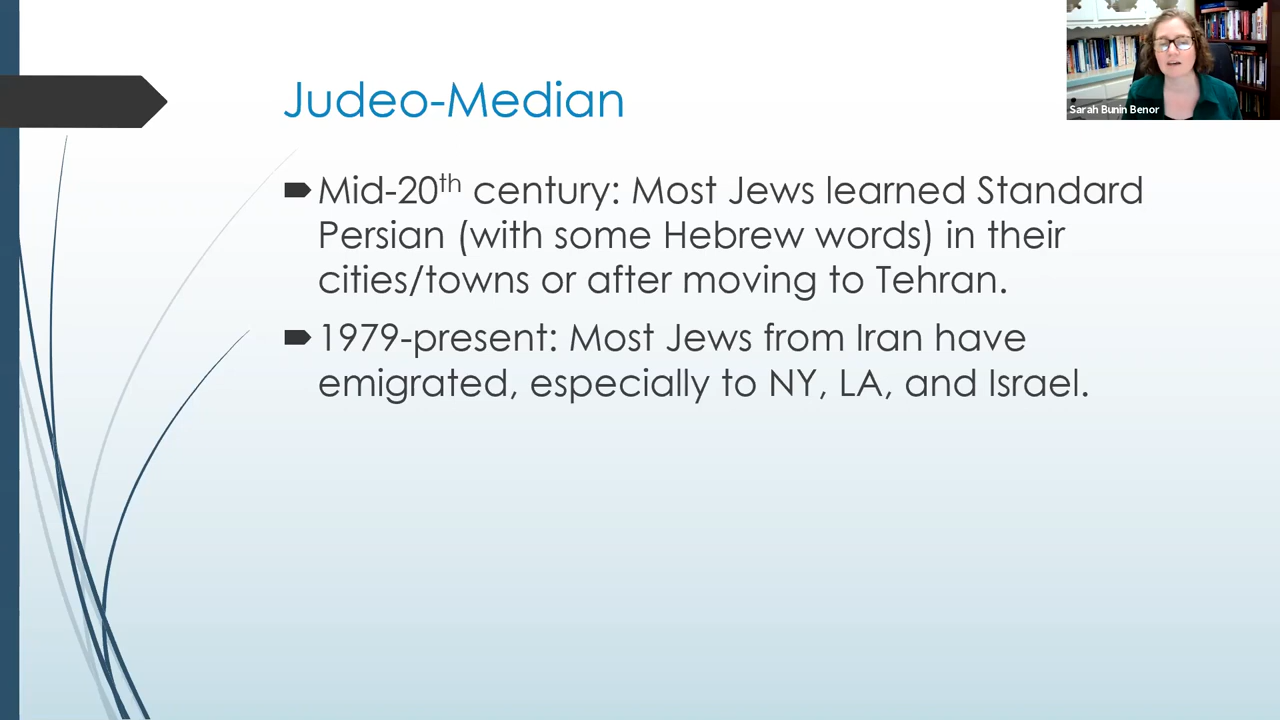 Judeo-Median
Sarah Bunin Benor
Mid-20th century: Most Jews learned Standard
Persian (with some Hebrew words) in their
cities/towns or after moving to Tehran.
1979-present: Most Jews from Iran have
emigrated, especially to NY, LA, and Israel.